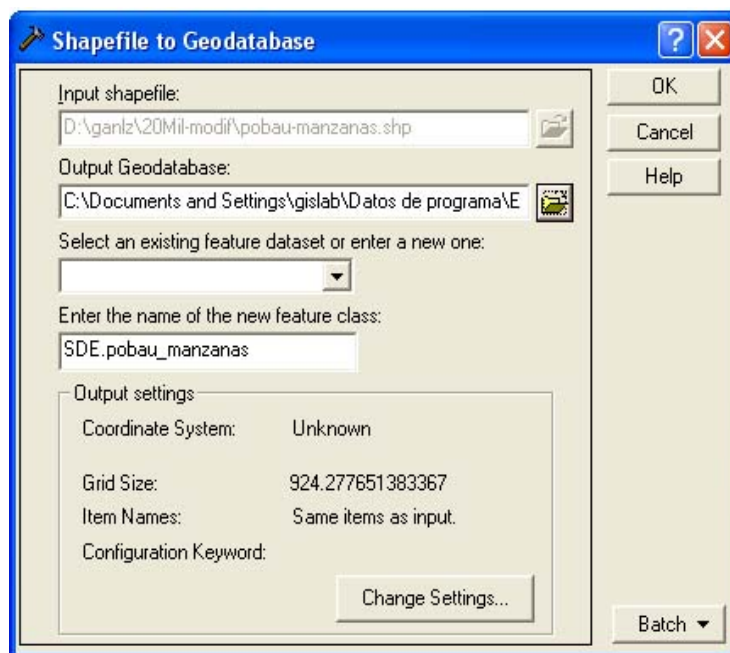 Shapefile to Geodatabase
Input shapefile:
D:\ganlz\20Mil-modif\pobau-manzanas.shp
Output Geodatabase:
C:\Documents and Settings\gislab\Datos de programa\E
Select an existing feature dataset or enter a new one:
Enter the name of the new feature class:
SDE.pobau_manzanas
Output settings
Coordinate System: Unknown
Grid Size: 924.277651383367
Item Names: Same items as input.
Configuration Keyword:
Change Settings...
OK
Cancel
Help
Batch